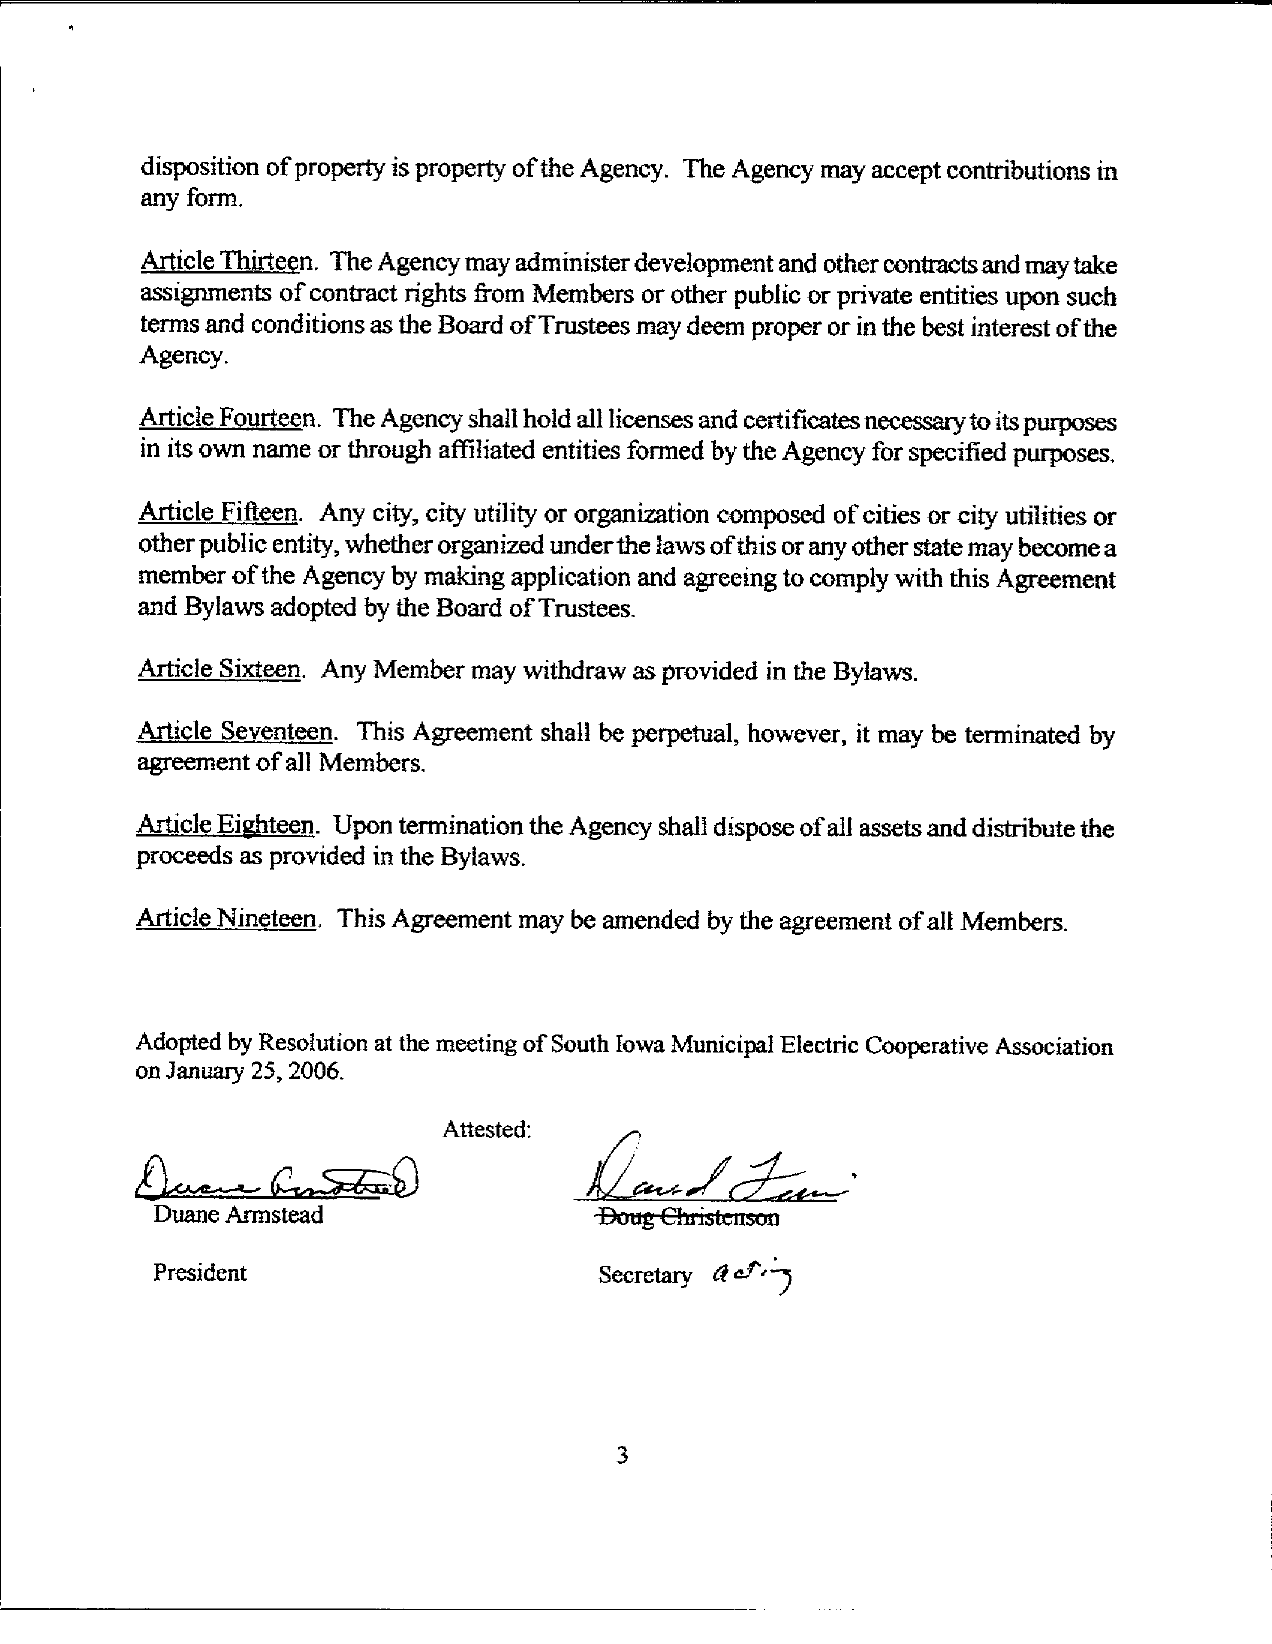 disposition of property is property of the Agency. The Agency may accept contributions in
any form.
Article Thirteen. The Agency may administer development and other contracts and may take
assignments of contract rights from Members or other public or private entities upon such
terms and conditions as the Board of Trustees may deem proper or in the best interest of the
Agency.
Article Fourteen. The Agency shall hold all licenses and certificates necessary to its purposes
in its own name or through affiliated entities formed by the Agency for specified purposes.
Article Fifteen. Any city, city utility or organization composed of cities or city utilities or
other public entity, whether organized under the laws of this or any other state may become a
member of the Agency by making application and agreeing to comply with this Agreement
and Bylaws adopted by the Board of Trustees.
Article Sixteen. Any Member may withdraw as provided in the Bylaws.
Article Seventeen. This Agreement shall be perpetual, however, it may be terminated by
agreement of all Members.
Article Eighteen. Upon termination the Agency shall dispose of all assets and distribute the
proceeds as provided in the Bylaws.
Article Nineteen. This Agreement may be amended by the agreement of all Members.
Adopted by Resolution at the meeting of South Iowa Municipal Electric Cooperative Association
on January 25, 2006.
Attested:
Duane Armstead David
Duane Armstead Doug Christenson
President Secretary acting
3